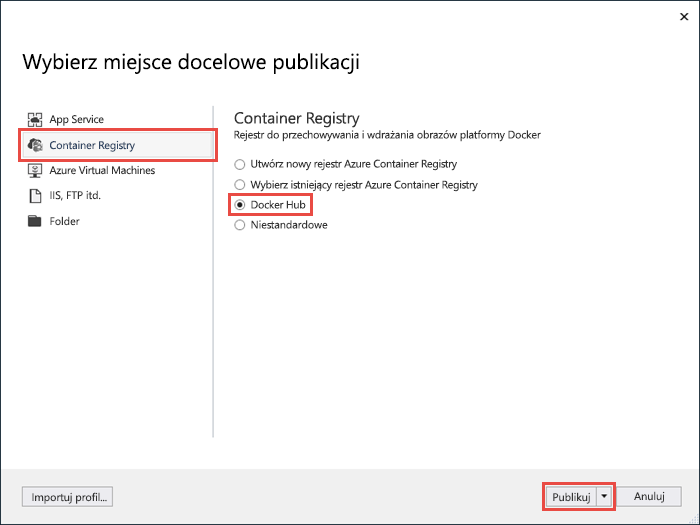 Wybierz miejsce docelowe publikacji
App Service
Container Registry
Azure Virtual Machines
IIS, FTP itd.
Folder
Container Registry
Rejestr do przechowywania i wdrażania obrazów platformy Docker
Utwórz nowy rejestr Azure Container Registry
Wybierz istniejący rejestr Azure Container Registry
Docker Hub
Niestandardowe
Importuj profil...
Publikuj
Anuluj